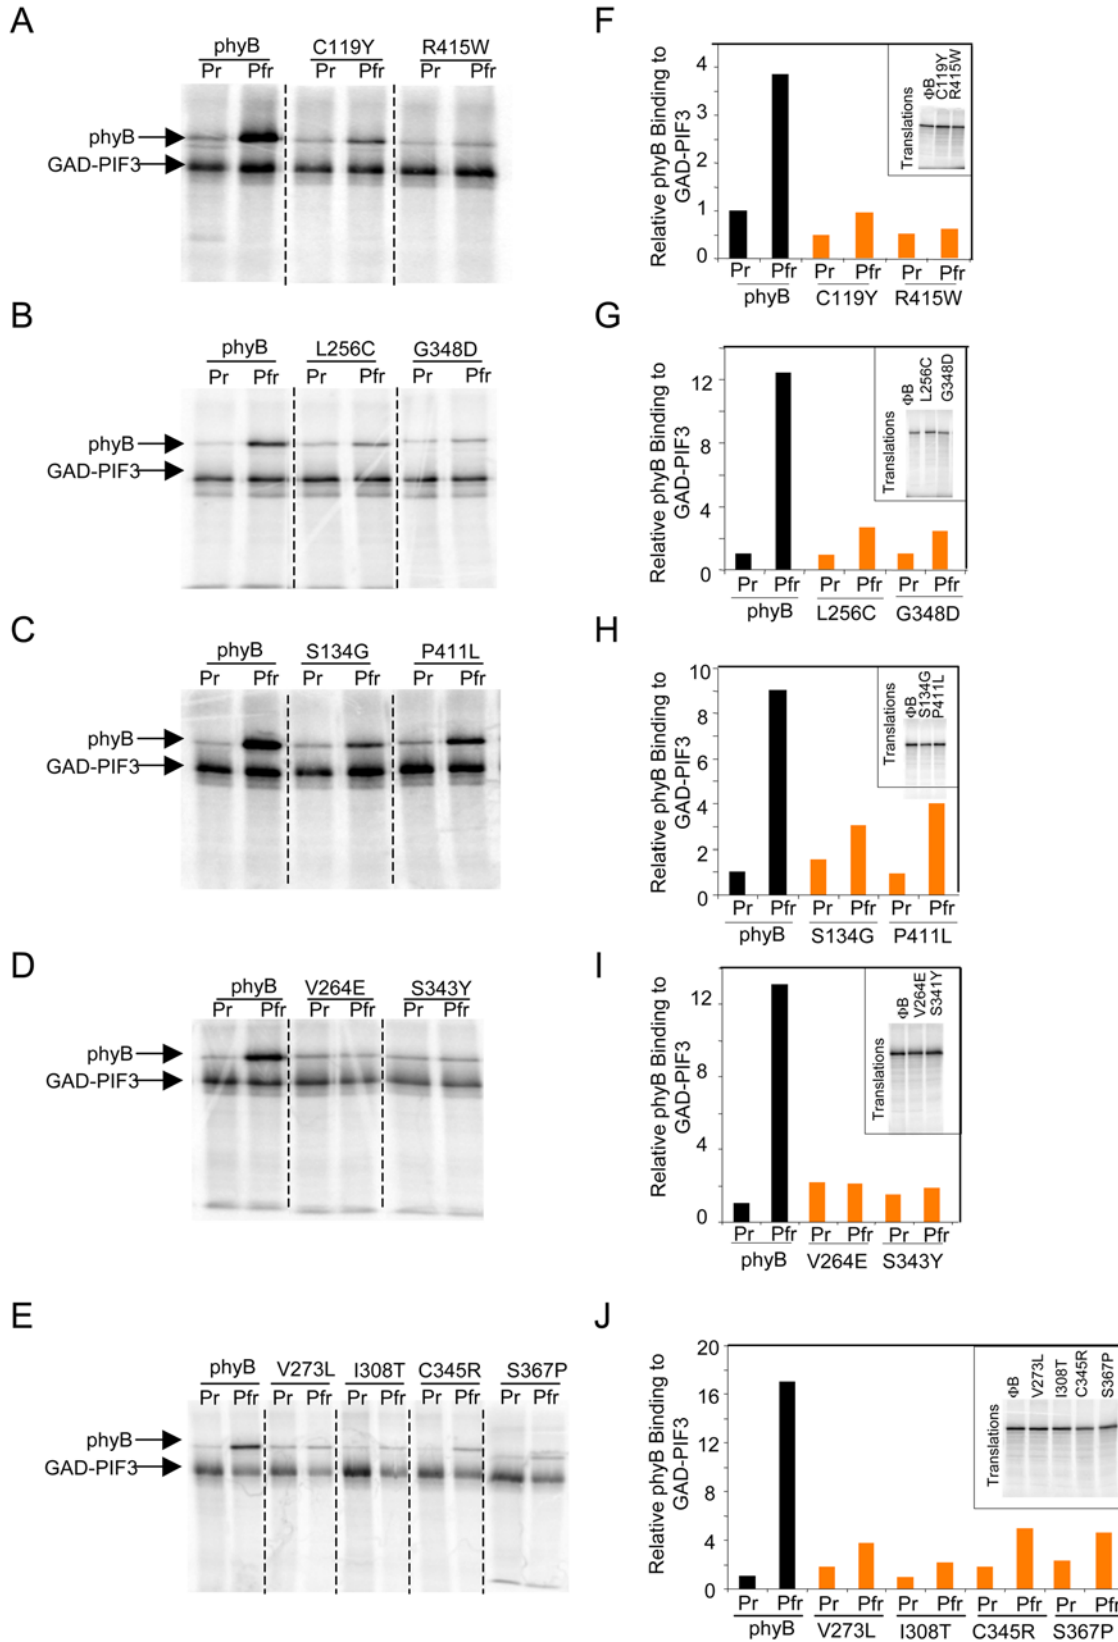 A
phyB C119Y R415W
Pr Pfr Pr Pfr Pr Pfr
phyB
GAD-PIF3
F
Relative phyB Binding to
GAD-PIF3
4
3
2
1
0
Translations
ΦB
C119Y
R415W
Pr Pfr Pr Pfr Pr Pfr
phyB C119Y R415W
B
phyB L256C G348D
Pr Pfr Pr Pfr Pr Pfr
phyB
GAD-PIF3
G
Relative phyB Binding to
GAD-PIF3
12
8
4
0
Translations
ΦB
L256C
G348D
Pr Pfr Pr Pfr Pr Pfr
phyB L256C G348D
C
phyB S134G P411L
Pr Pfr Pr Pfr Pr Pfr
phyB
GAD-PIF3
H
Relative phyB Binding to
GAD-PIF3
10
8
6
4
2
0
Translations
ΦB
S134G
P411L
Pr Pfr Pr Pfr Pr Pfr
phyB S134G P411L
D
phyB V264E S343Y
Pr Pfr Pr Pfr Pr Pfr
phyB
GAD-PIF3
I
Relative phyB Binding to
GAD-PIF3
12
8
4
0
Translations
ΦB
V264E
S341Y
Pr Pfr Pr Pfr Pr Pfr
phyB V264E S343Y
E
phyB V273L I308T C345R S367P
Pr Pfr Pr Pfr Pr Pfr Pr Pfr Pr Pfr
phyB
GAD-PIF3
J
Relative phyB Binding to
GAD-PIF3
20
16
12
8
4
0
Translations
ΦB
V273L
I308T
C345R
S367P
Pr Pfr Pr Pfr Pr Pfr Pr Pfr Pr Pfr
phyB V273L I308T C345R S367P